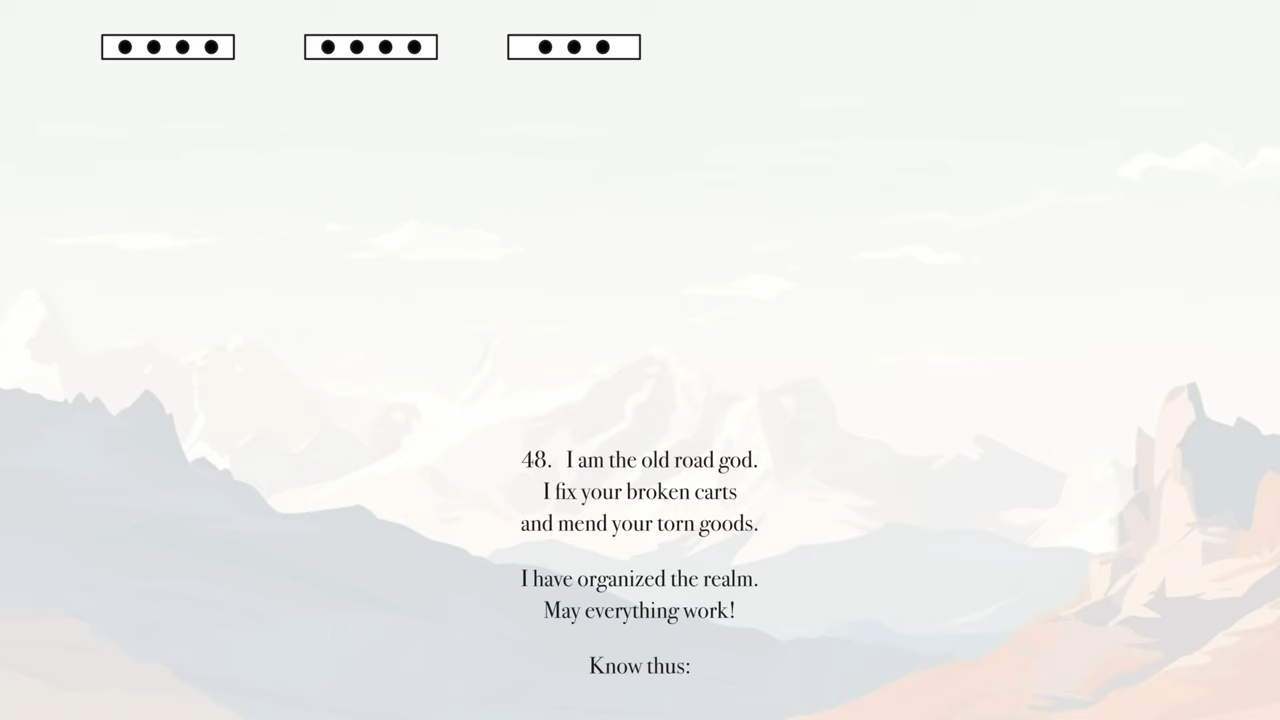 48. I am the old road god.
I fix your broken carts
and mend your torn goods.
I have organized the realm.
May everything work!
Know thus: